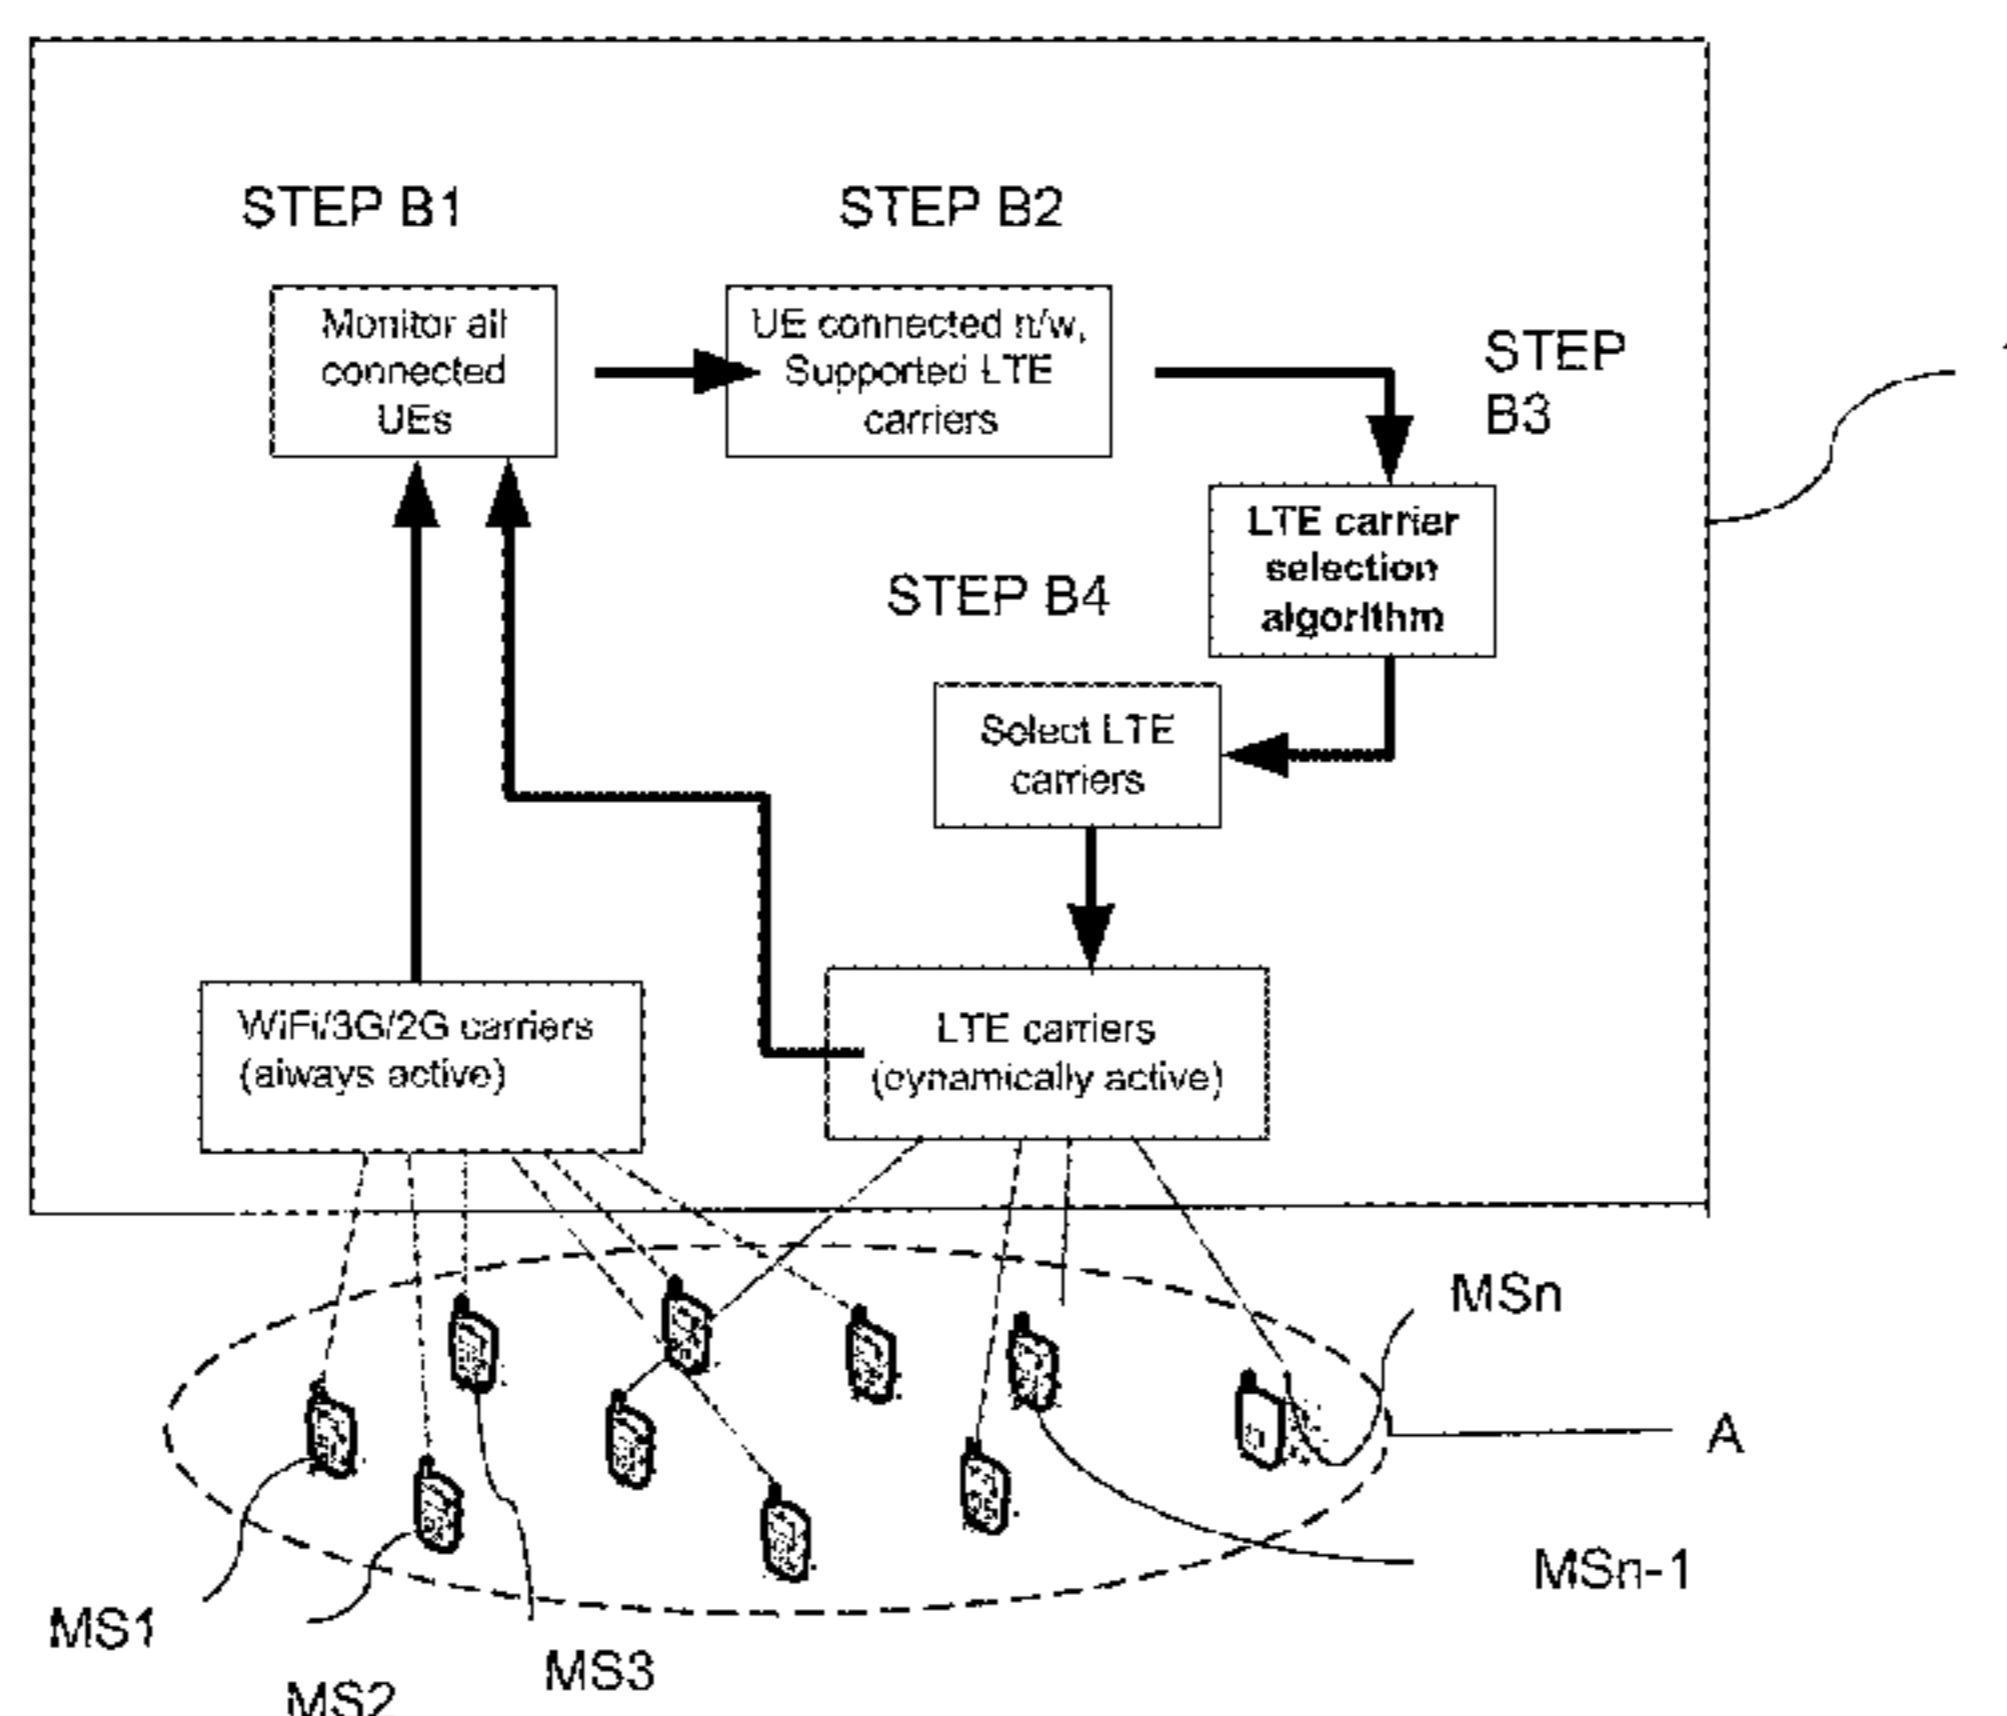 STEP B1
STEP B2
Monitor all
connected
UEs
UE connected n/w,
Supported LTE
carriers
STEP
B3
LTE carrier
selection
algorithm
STEP B4
Select LTE
carriers
WiFi/3G/2G carriers
(always active)
LTE carriers
(dynamically active)
MSn
A
MSn-1
MS1
MS2
MS3